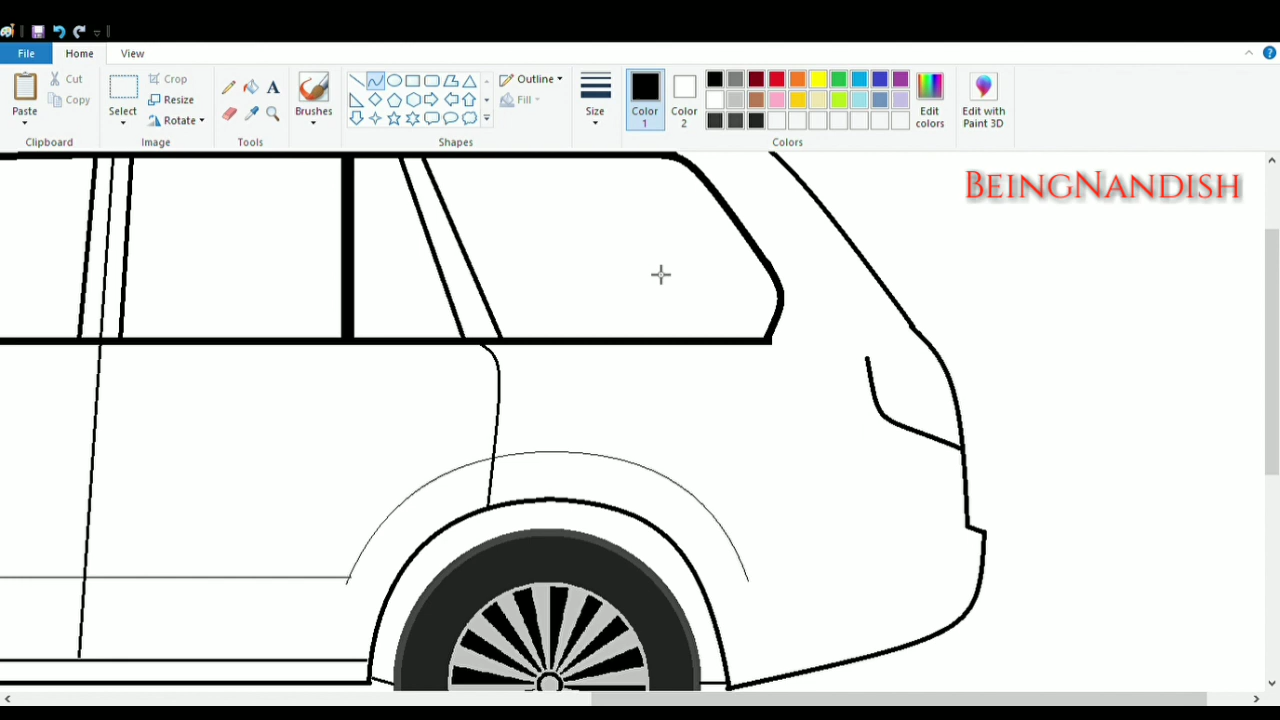 File Home View
Cut
Copy
Paste
Clipboard
Select
Crop
Resize
Rotate
Image
Tools
Brushes
Shapes
Outline
Fill
Size
Color
1
Color
2
Edit
colors
Colors
Edit with
Paint 3D
BeingNandish